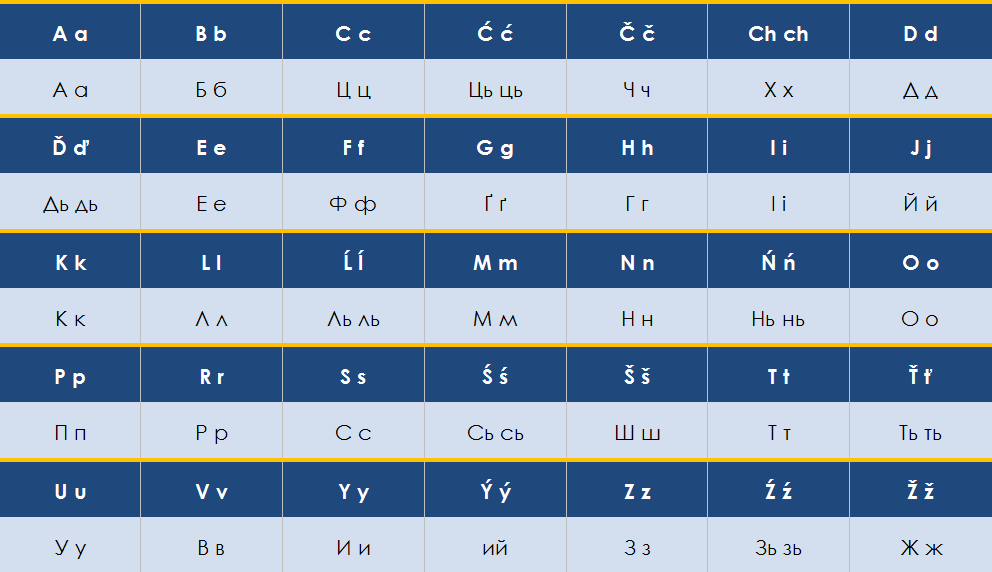 A a B b C c Ć ć Č č Ch ch D d
А а Б б Ц ц Ць ць Ч ч Х х Д д
Ď ď E e F f G g H h I i J j
Дь дь Е е Ф ф Ґ ґ Г г І і Й й
K k L l Ĺ ĺ M m N n Ń ń O o
К к Л л Ль ль М м Н н Нь нь О о
P p R r S s Ś ś Š š T t Ť ť
П п Р р С с Сь сь Ш ш Т т Ть ть
U u V v Y y Ý ý Z z Ź ź Ž ž
У у В в И и ий З з Зь зь Ж ж